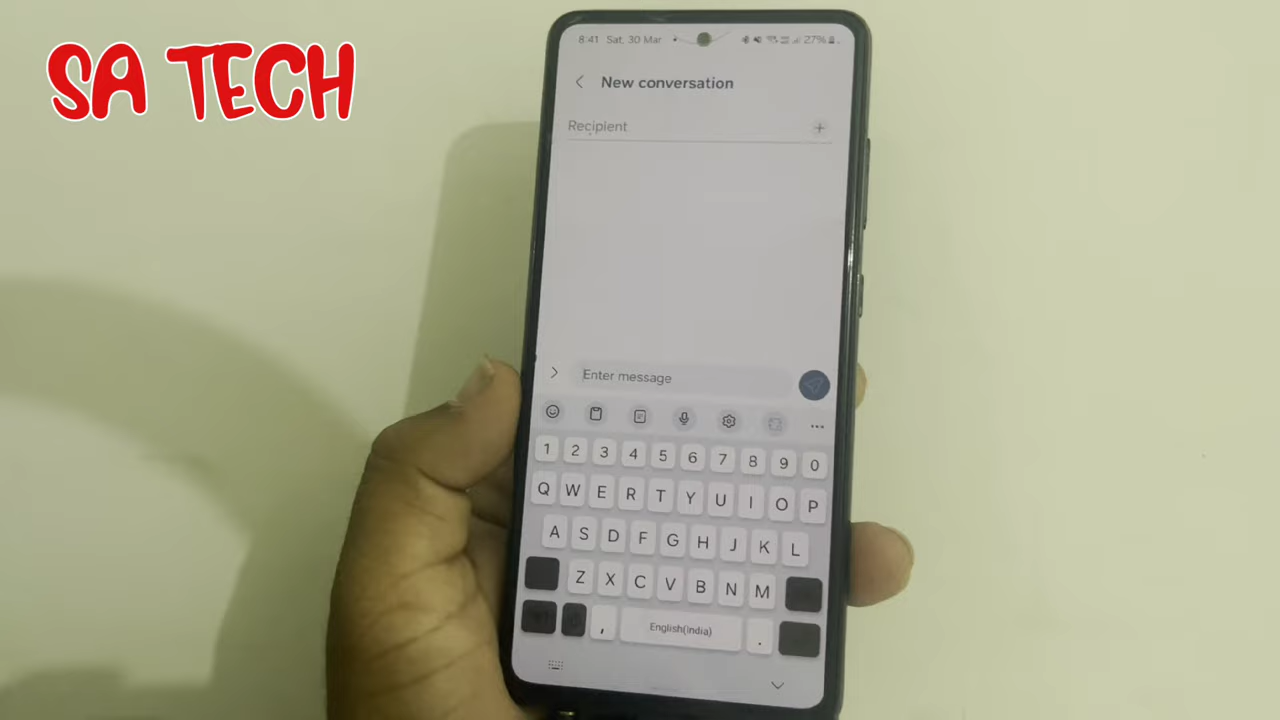 SA TECH
8:41 Sat, 30 Mar
27%
New conversation
Recipient
Enter message
1 2 3 4 5 6 7 8 9 0
Q W E R T Y U I O P
A S D F G H J K L
Z X C V B N M
, English(India) .